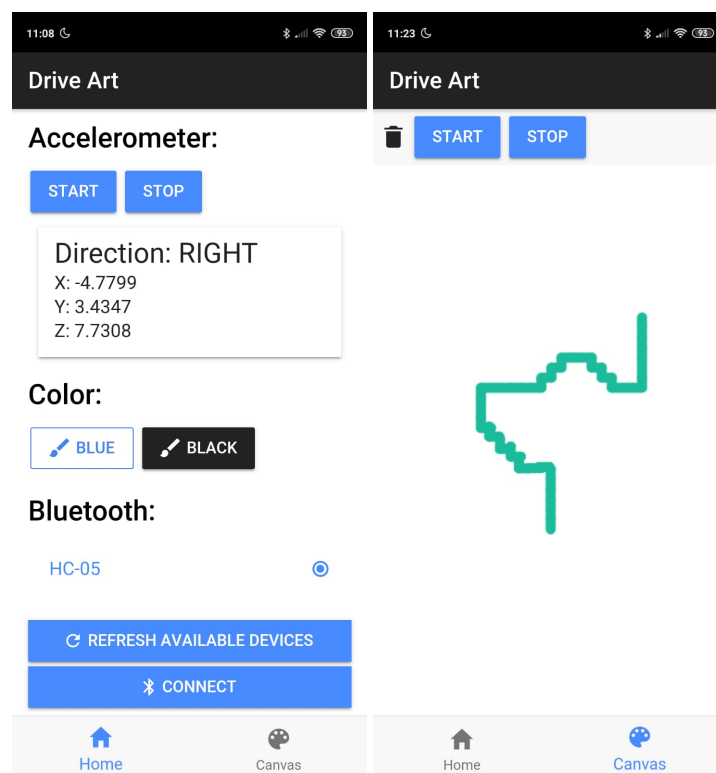 11:08
93
Drive Art
Accelerometer:
START STOP
Direction: RIGHT
X: -4.7799
Y: 3.4347
Z: 7.7308
Color:
BLUE BLACK
Bluetooth:
HC-05
REFRESH AVAILABLE DEVICES
CONNECT
Home Canvas
11:23
93
Drive Art
START STOP
Home Canvas